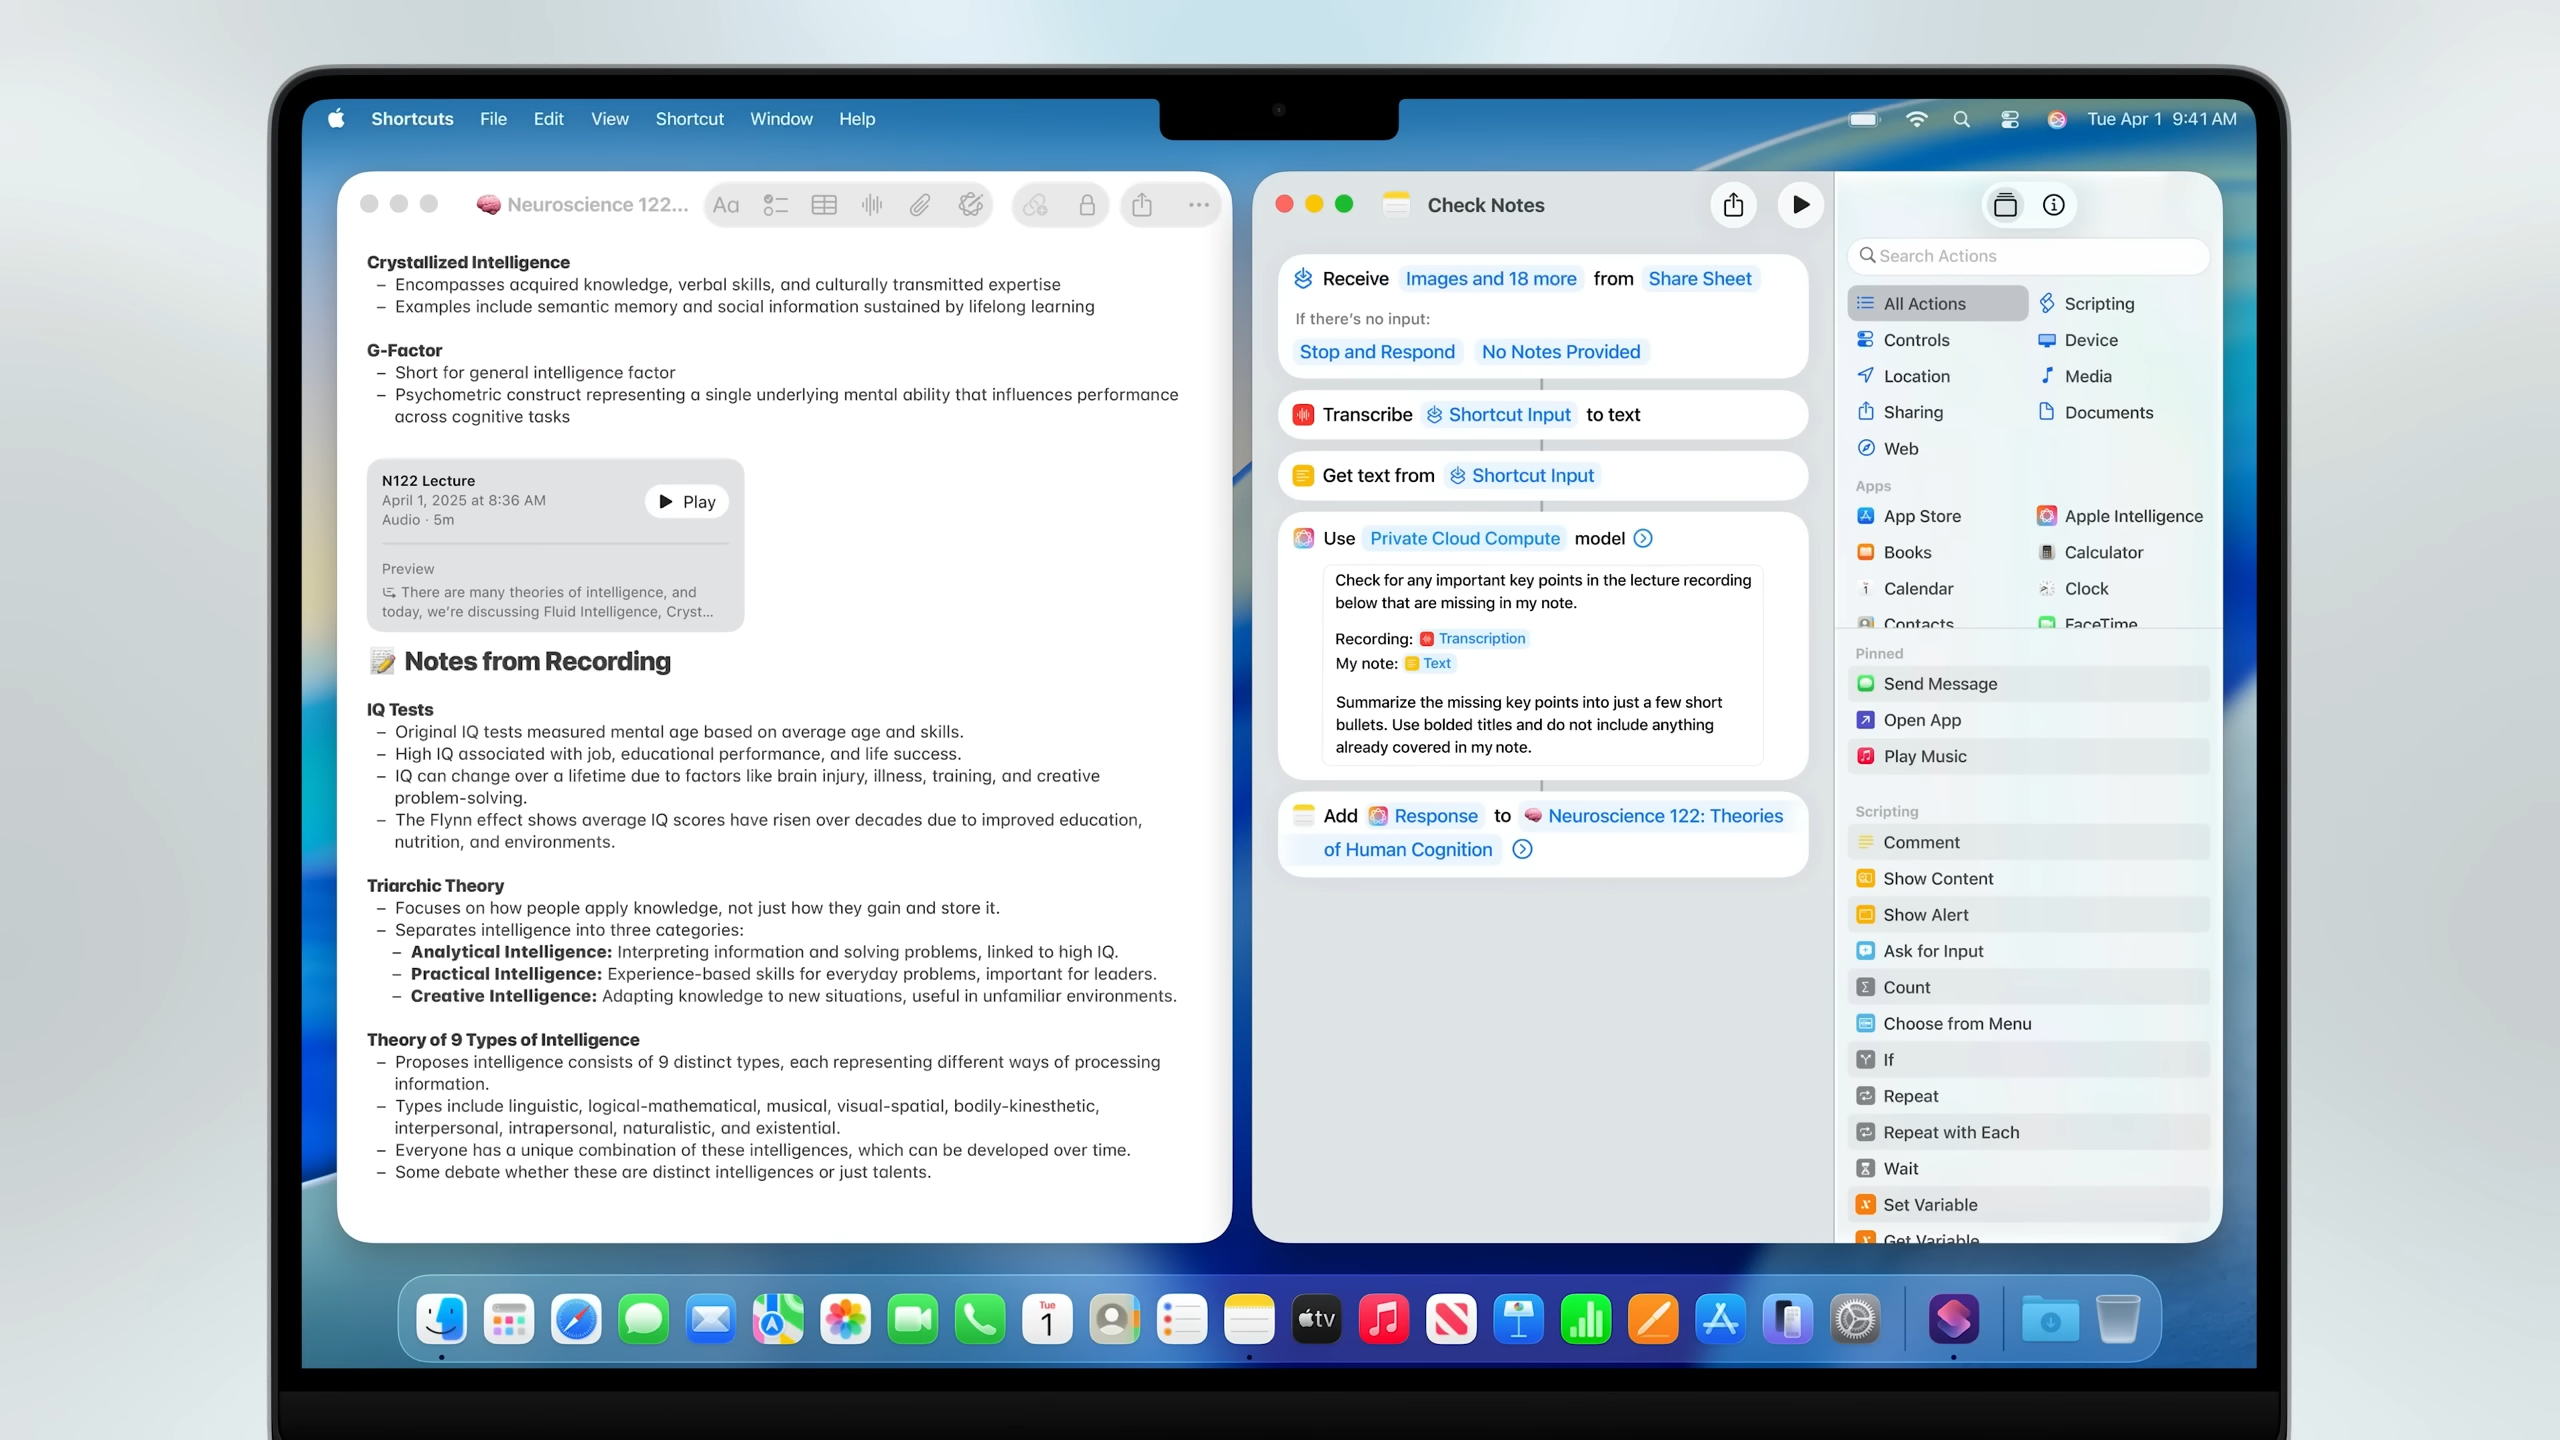 Shortcuts File Edit View Shortcut Window Help
Tue Apr 1 9:41 AM
Neuroscience 122...
Aa
Crystallized Intelligence
– Encompasses acquired knowledge, verbal skills, and culturally transmitted expertise
– Examples include semantic memory and social information sustained by lifelong learning
G-Factor
– Short for general intelligence factor
– Psychometric construct representing a single underlying mental ability that influences performance
across cognitive tasks
N122 Lecture
April 1, 2025 at 8:36 AM
Audio · 5m
Play
Preview
There are many theories of intelligence, and
today, we're discussing Fluid Intelligence, Cryst...
Notes from Recording
IQ Tests
– Original IQ tests measured mental age based on average age and skills.
– High IQ associated with job, educational performance, and life success.
– IQ can change over a lifetime due to factors like brain injury, illness, training, and creative
problem-solving.
– The Flynn effect shows average IQ scores have risen over decades due to improved education,
nutrition, and environments.
Triarchic Theory
– Focuses on how people apply knowledge, not just how they gain and store it.
– Separates intelligence into three categories:
– Analytical Intelligence: Interpreting information and solving problems, linked to high IQ.
– Practical Intelligence: Experience-based skills for everyday problems, important for leaders.
– Creative Intelligence: Adapting knowledge to new situations, useful in unfamiliar environments.
Theory of 9 Types of Intelligence
– Proposes intelligence consists of 9 distinct types, each representing different ways of processing
information.
– Types include linguistic, logical-mathematical, musical, visual-spatial, bodily-kinesthetic,
interpersonal, intrapersonal, naturalistic, and existential.
– Everyone has a unique combination of these intelligences, which can be developed over time.
– Some debate whether these are distinct intelligences or just talents.
Check Notes
Receive Images and 18 more from Share Sheet
If there's no input:
Stop and Respond No Notes Provided
Transcribe Shortcut Input to text
Get text from Shortcut Input
Use Private Cloud Compute model
Check for any important key points in the lecture recording
below that are missing in my note.
Recording: Transcription
My note: Text
Summarize the missing key points into just a few short
bullets. Use bolded titles and do not include anything
already covered in my note.
Add Response to Neuroscience 122: Theories
of Human Cognition
Search Actions
All Actions Scripting
Controls Device
Location Media
Sharing Documents
Web
Apps
App Store Apple Intelligence
Books Calculator
Calendar Clock
Contacts FaceTime
Pinned
Send Message
Open App
Play Music
Scripting
Comment
Show Content
Show Alert
Ask for Input
Count
Choose from Menu
If
Repeat
Repeat with Each
Wait
Set Variable
Get Variable
Tue
1
tv